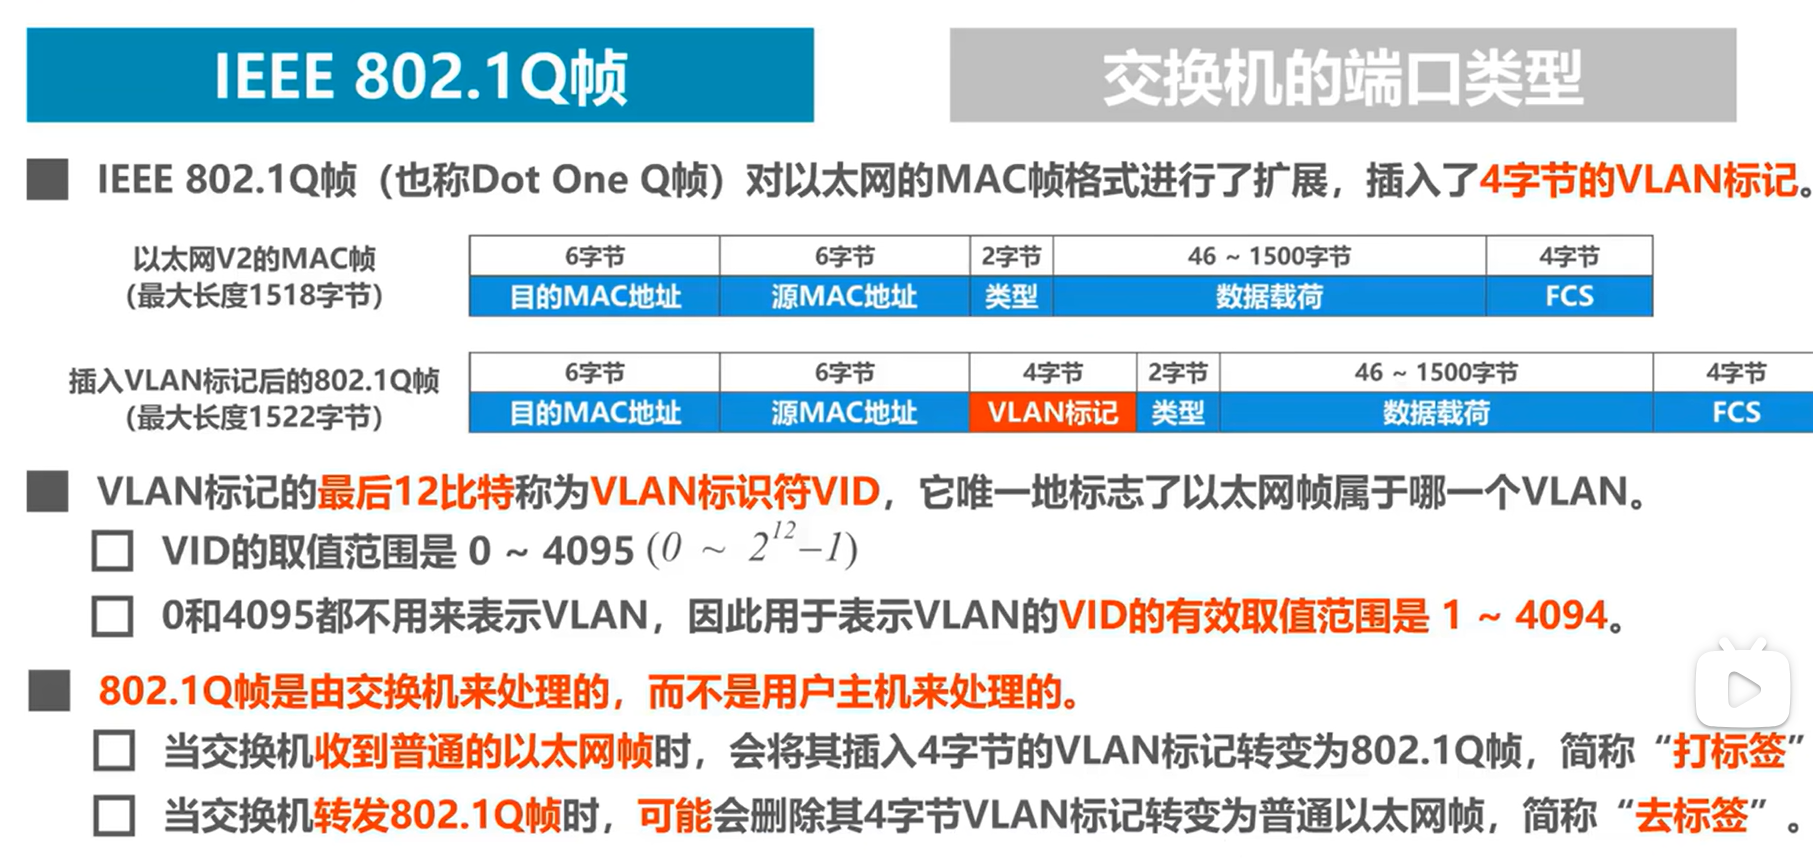 IEEE 802.1Q帧
交换机的端口类型
IEEE 802.1Q帧（也称Dot One Q帧）对以太网的MAC帧格式进行了扩展，插入了4字节的VLAN标记。
以太网V2的MAC帧
(最大长度1518字节)
6字节 6字节 2字节 46 ~ 1500字节 4字节
目的MAC地址 源MAC地址 类型 数据载荷 FCS
插入VLAN标记后的802.1Q帧
(最大长度1522字节)
6字节 6字节 4字节 2字节 46 ~ 1500字节 4字节
目的MAC地址 源MAC地址 VLAN标记 类型 数据载荷 FCS
VLAN标记的最后12比特称为VLAN标识符VID，它唯一地标志了以太网帧属于哪一个VLAN。
VID的取值范围是 0 ~ 4095 (0 ~ 2^12−1)
0和4095都不用来表示VLAN，因此用于表示VLAN的VID的有效取值范围是 1 ~ 4094。
802.1Q帧是由交换机来处理的，而不是用户主机来处理的。
当交换机收到普通的以太网帧时，会将其插入4字节的VLAN标记转变为802.1Q帧，简称“打标签”
当交换机转发802.1Q帧时，可能会删除其4字节VLAN标记转变为普通以太网帧，简称“去标签”。